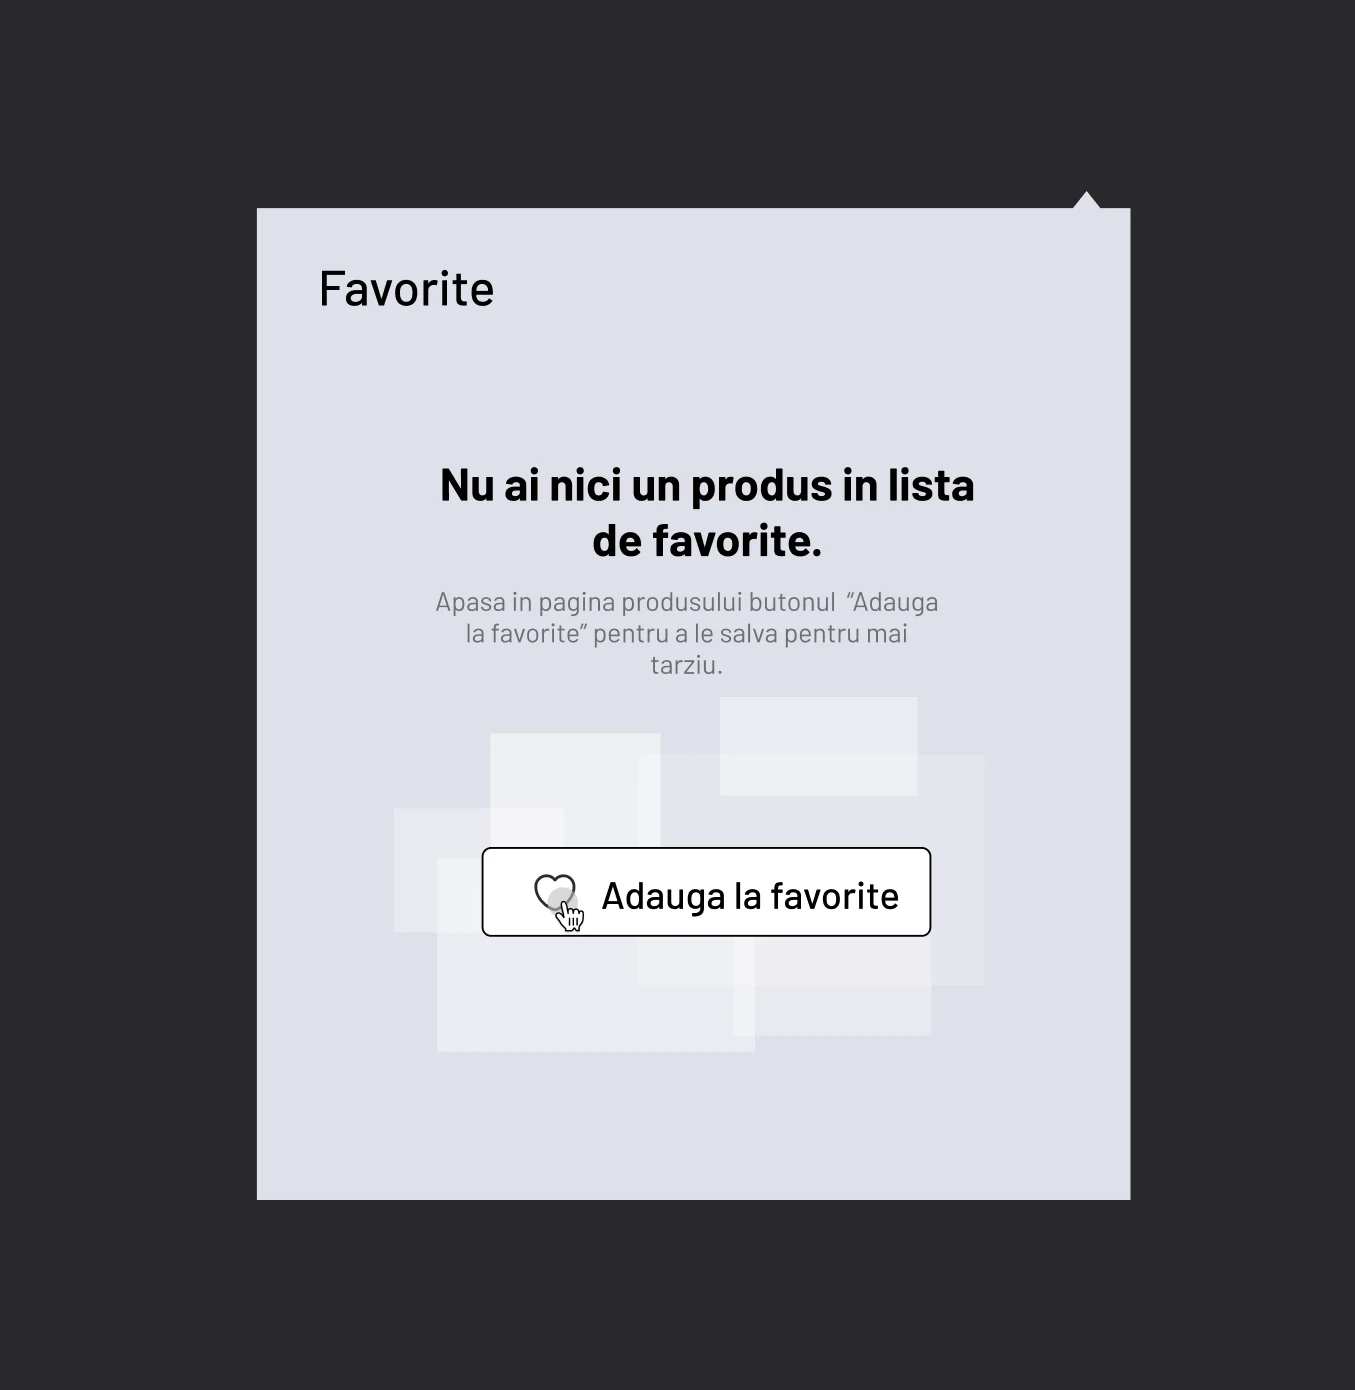 Favorite
Nu ai nici un produs in lista
de favorite.
Apasa in pagina produsului butonul “Adauga
la favorite” pentru a le salva pentru mai
tarziu.
Adauga la favorite